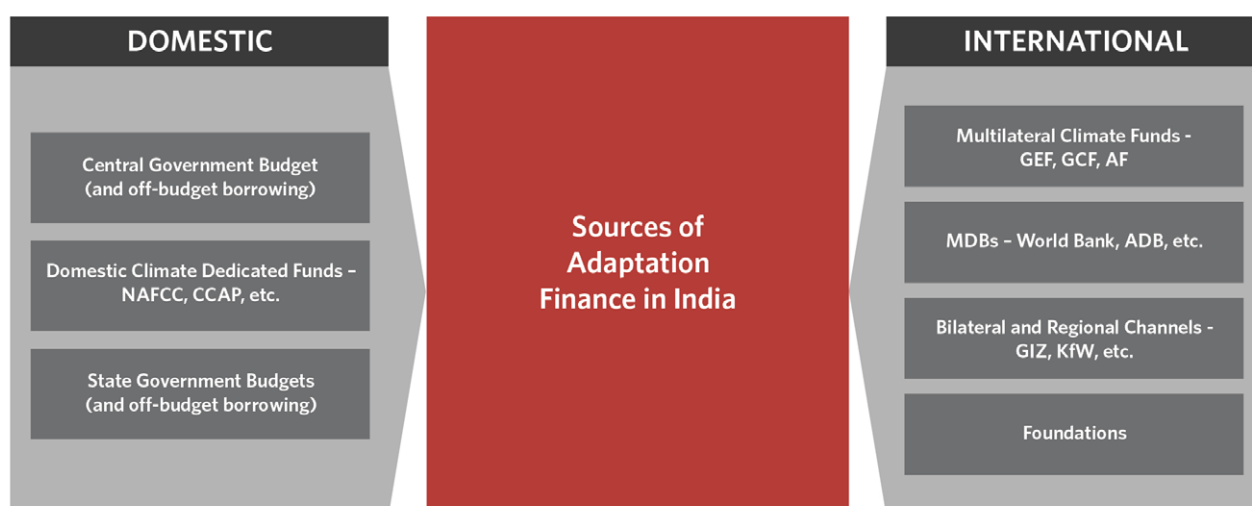 DOMESTIC
Central Government Budget
(and off-budget borrowing)
Domestic Climate Dedicated Funds –
NAFCC, CCAP, etc.
State Government Budgets
(and off-budget borrowing)
Sources of
Adaptation
Finance in India
INTERNATIONAL
Multilateral Climate Funds -
GEF, GCF, AF
MDBs – World Bank, ADB, etc.
Bilateral and Regional Channels -
GIZ, KfW, etc.
Foundations